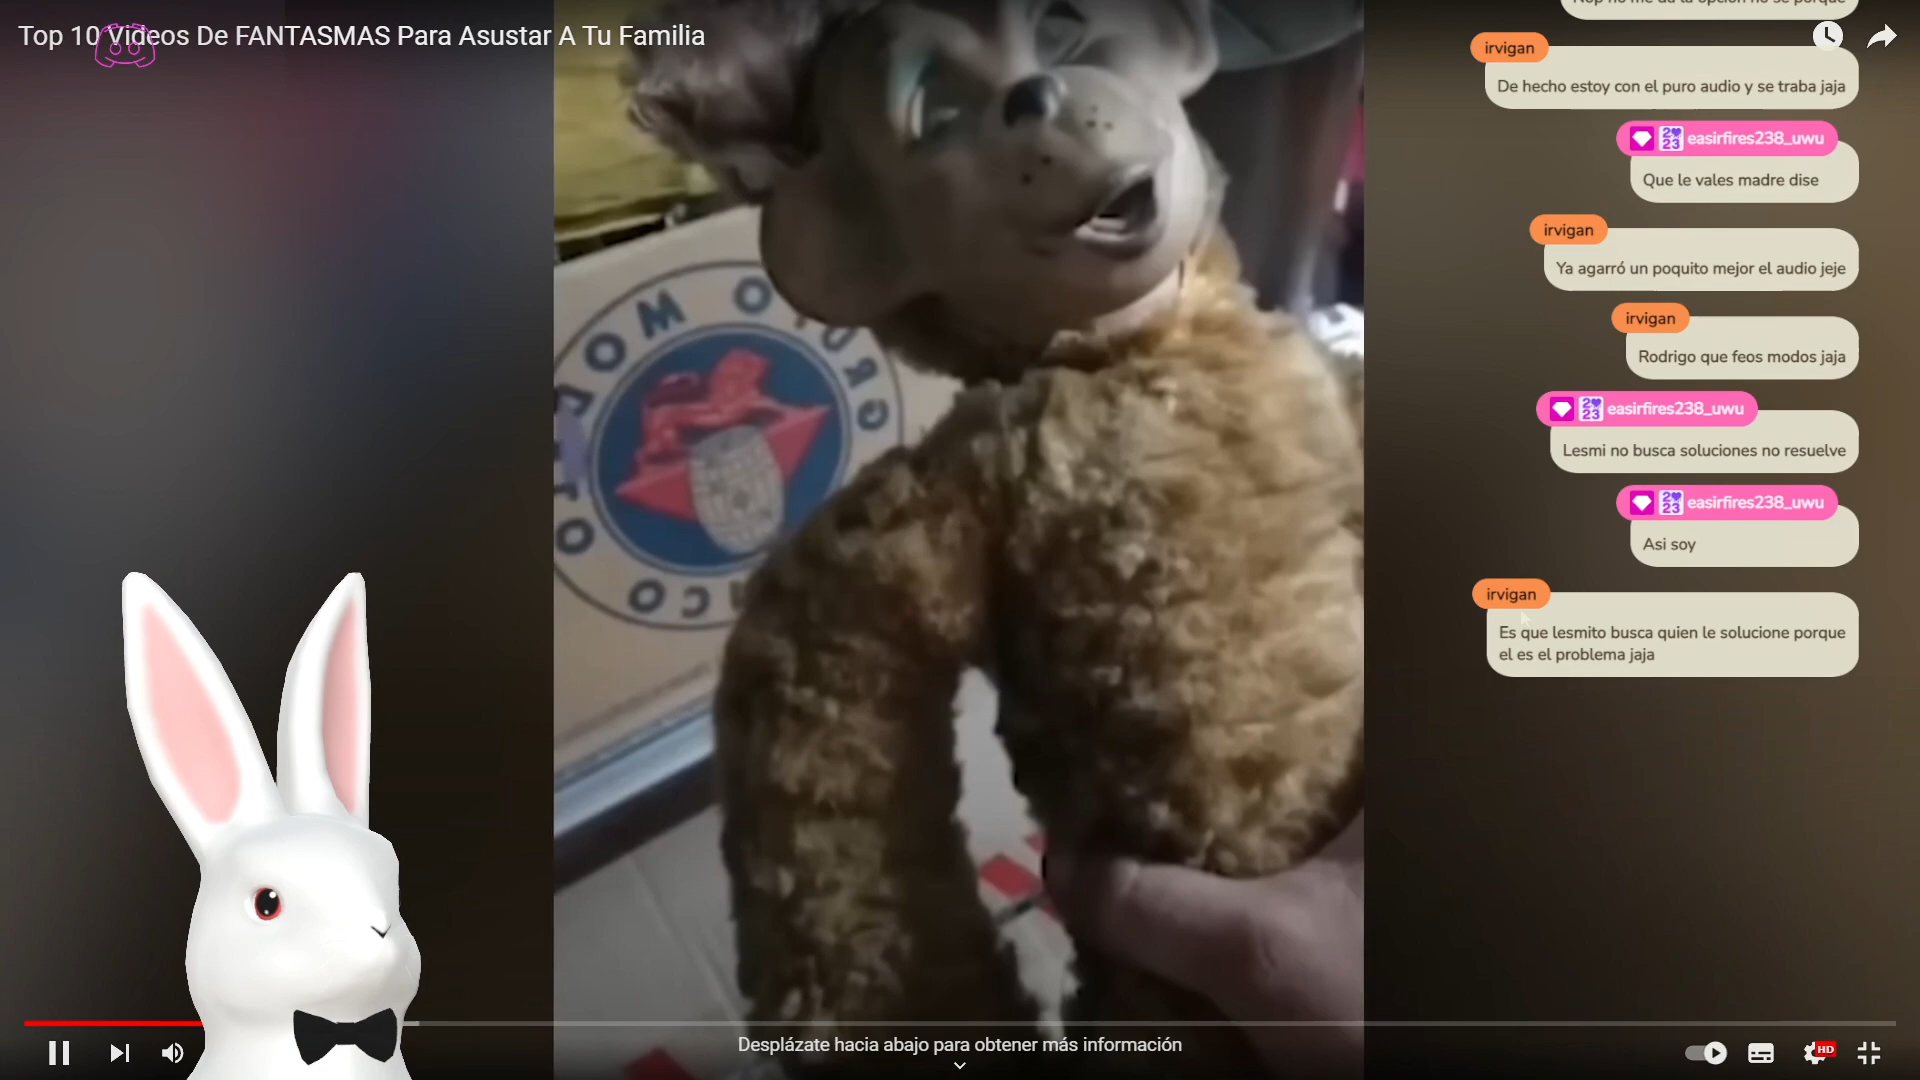 Top 10 Videos De FANTASMAS Para Asustar A Tu Familia
irvigan
De hecho estoy con el puro audio y se traba jaja
easirfires238_uwu
Que le vales madre dise
irvigan
Ya agarró un poquito mejor el audio jeje
irvigan
Rodrigo que feos modos jaja
easirfires238_uwu
Lesmi no busca soluciones no resuelve
easirfires238_uwu
Asi soy
irvigan
Es que lesmito busca quien le solucione porque
el es el problema jaja
Desplázate hacia abajo para obtener más información
HD